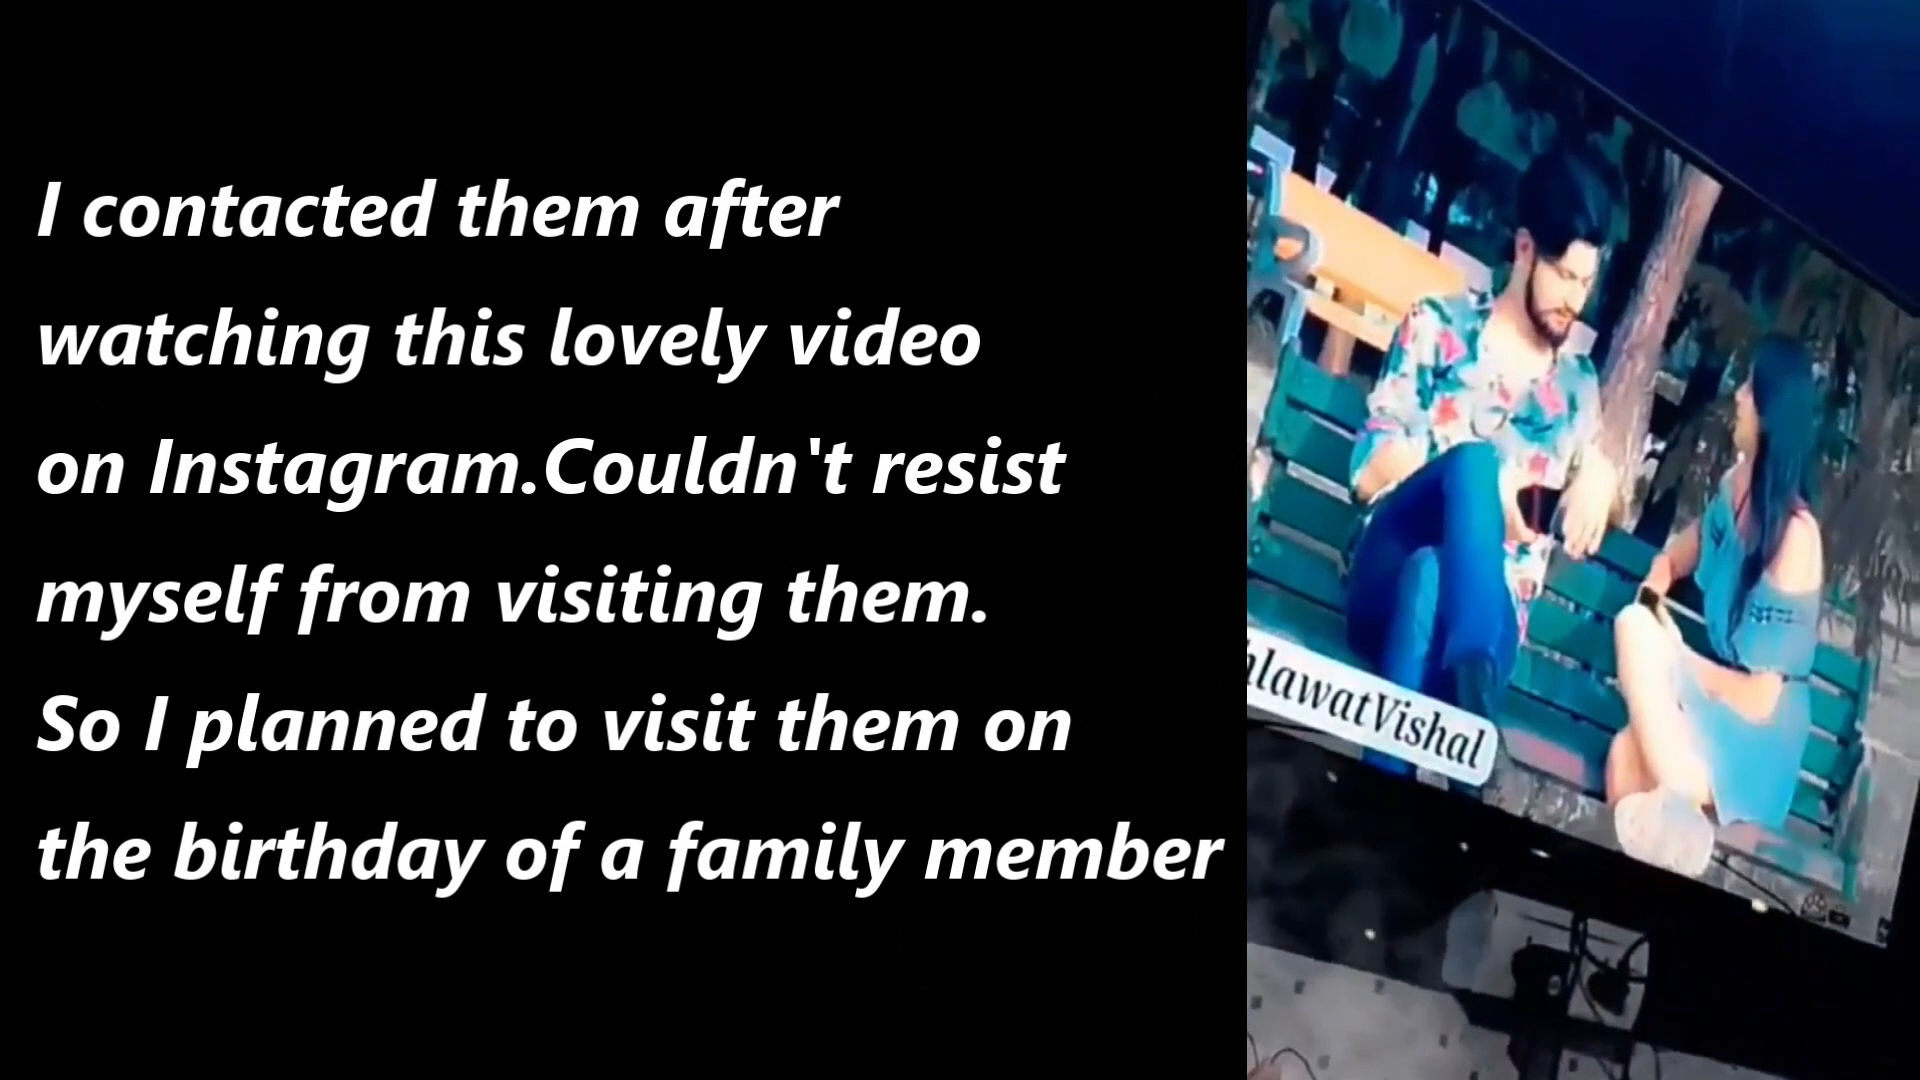 I contacted them after
watching this lovely video
on Instagram.Couldn't resist
myself from visiting them.
So I planned to visit them on
the birthday of a family member
hlawatVishal